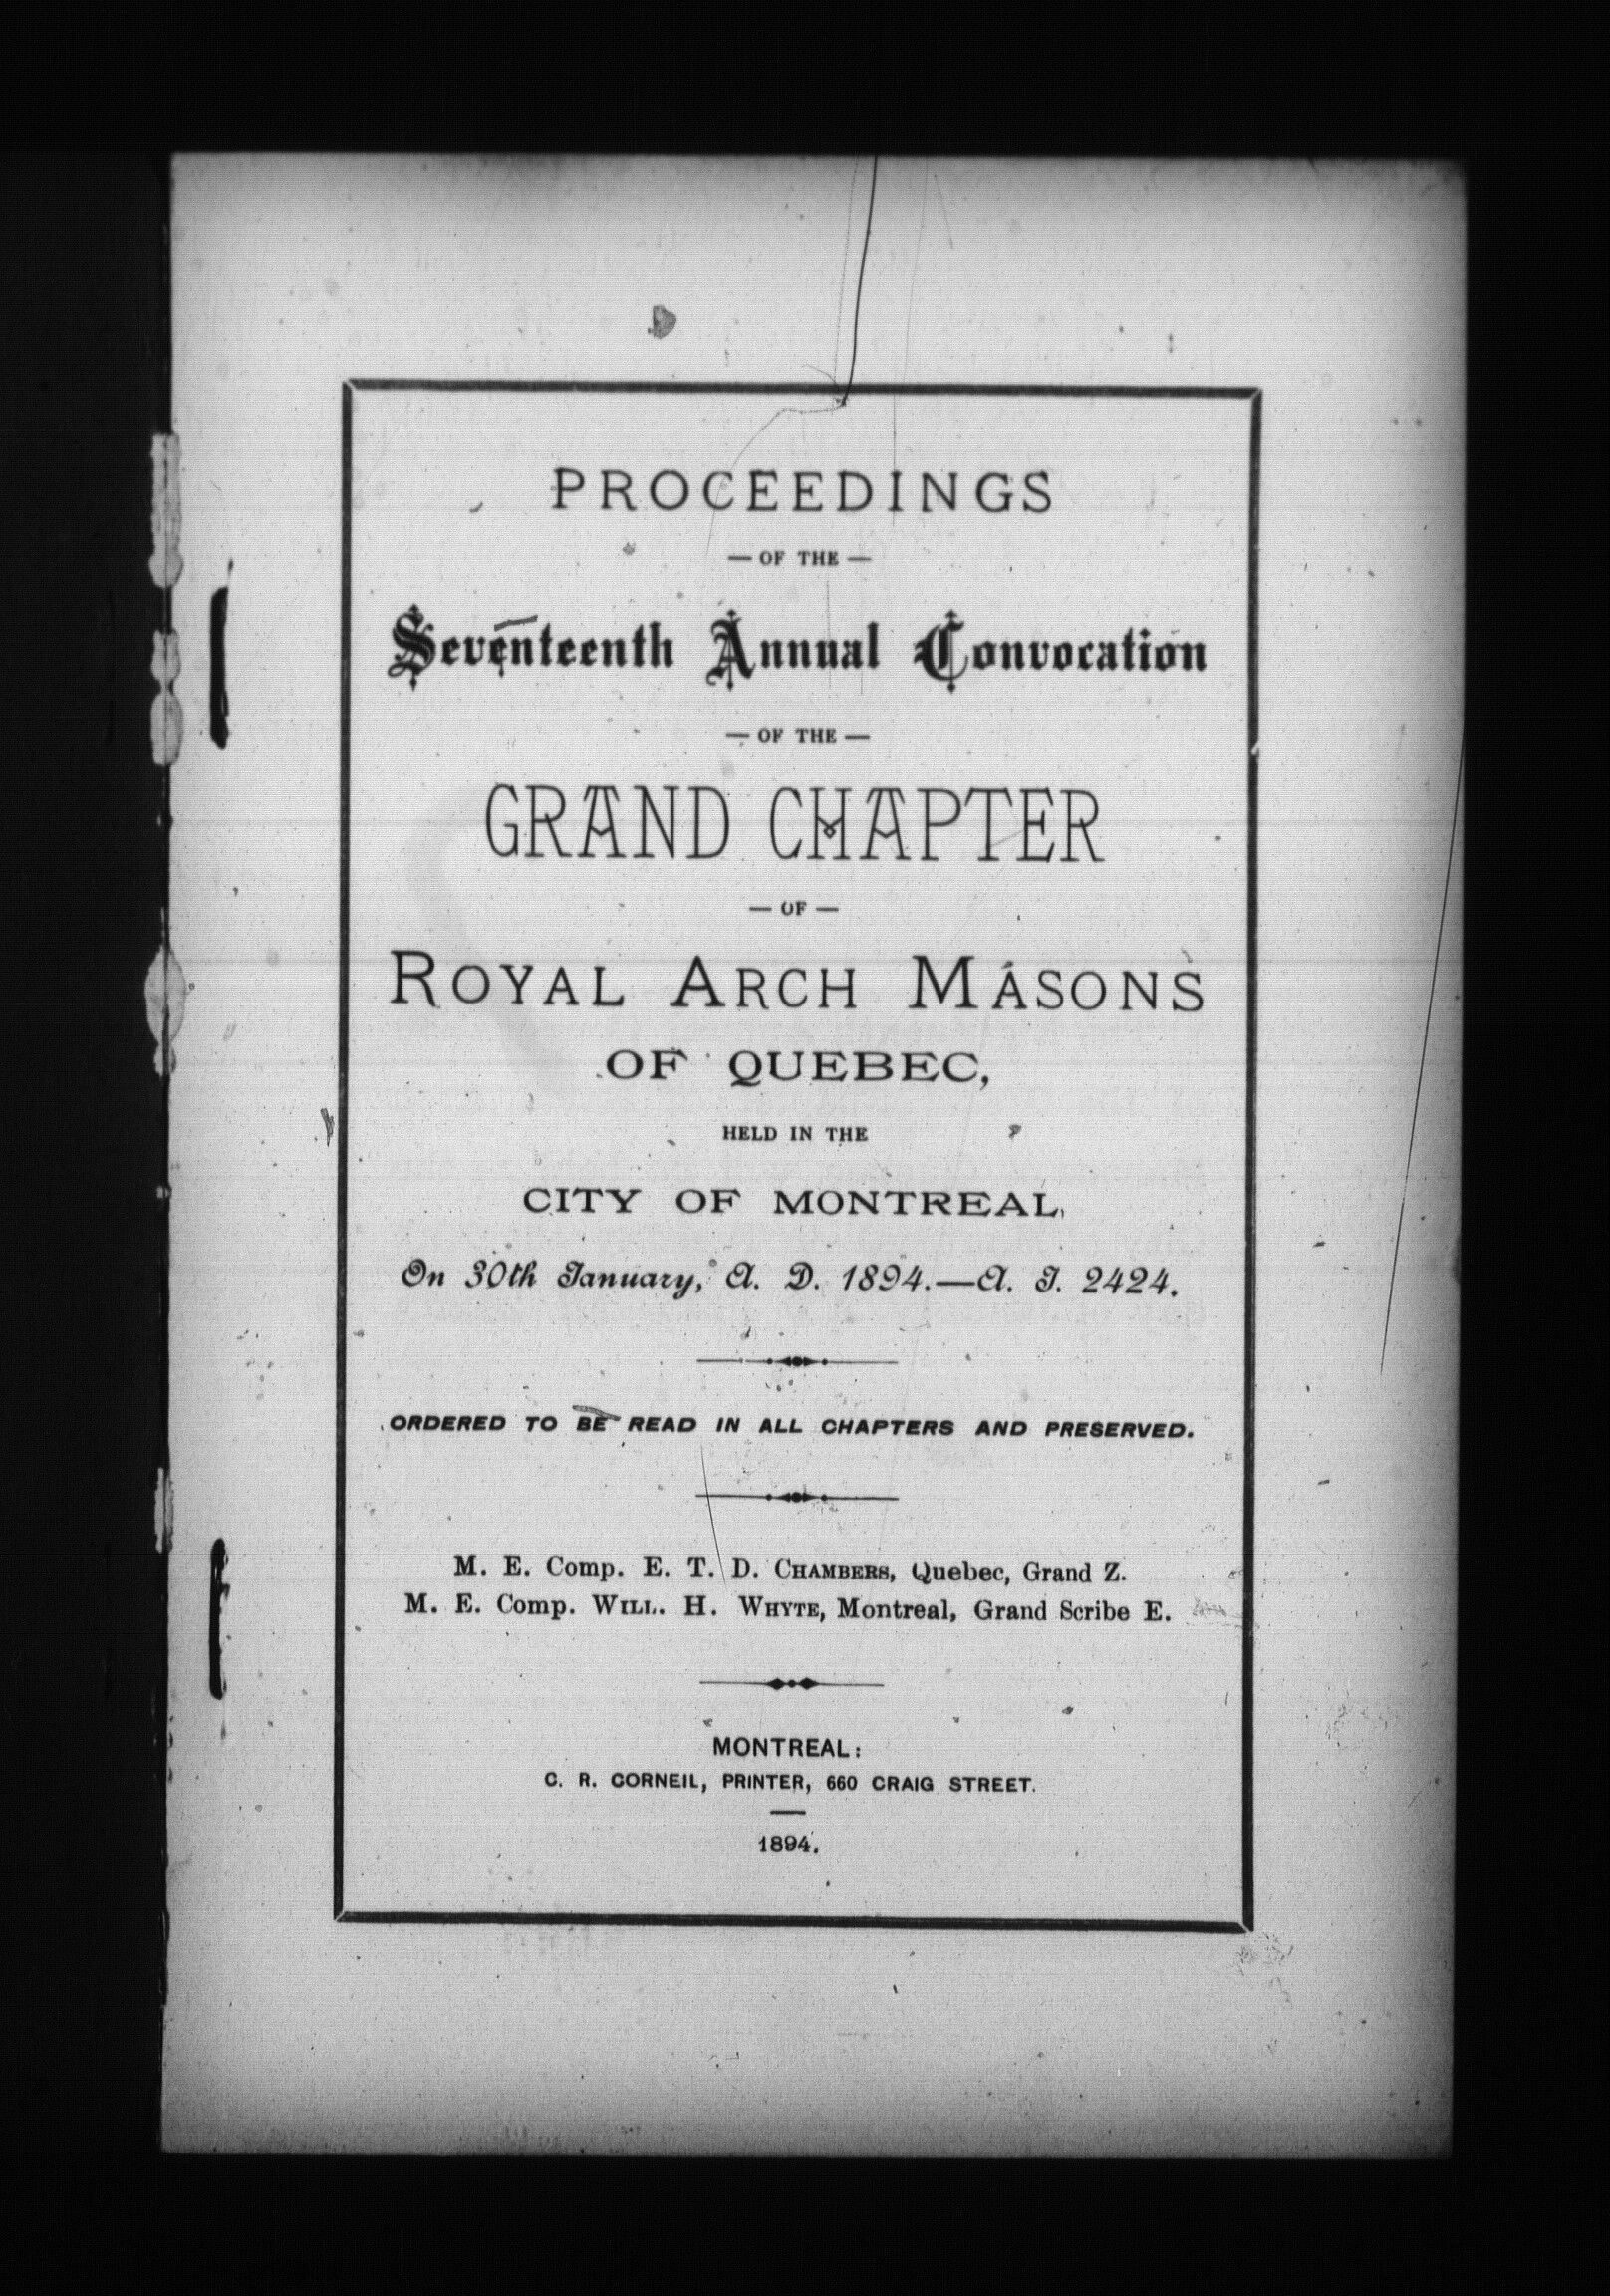 PROCEEDINGS
— OF THE —
Seventeenth Annual Convocation
— OF THE —
GRAND CHAPTER
— OF —
ROYAL ARCH MASONS
OF QUEBEC,
HELD IN THE
CITY OF MONTREAL,
On 30th January, A. D. 1894.—A. I. 2424.
ORDERED TO BE READ IN ALL CHAPTERS AND PRESERVED.
M. E. Comp. E. T. D. CHAMBERS, Quebec, Grand Z.
M. E. Comp. WILL. H. WHYTE, Montreal, Grand Scribe E.
MONTREAL:
C. R. CORNEIL, PRINTER, 660 CRAIG STREET.
1894.